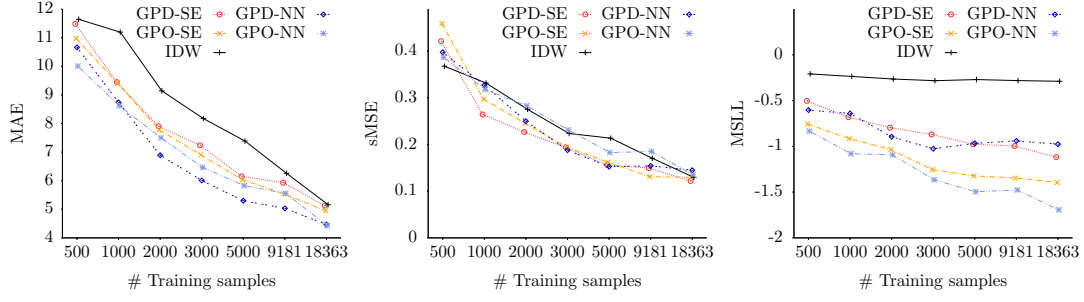 12
11
10
9
8
7
6
5
4
MAE
500 1000 2000 3000 5000 9181 18363
# Training samples
GPD-SE GPD-NN
GPO-SE GPO-NN
IDW
0.4
0.3
0.2
0.1
0
sMSE
500 1000 2000 3000 5000 9181 18363
# Training samples
GPD-SE GPD-NN
GPO-SE GPO-NN
IDW
0
-0.5
-1
-1.5
-2
MSLL
500 1000 2000 3000 5000 9181 18363
# Training samples
GPD-SE GPD-NN
GPO-SE GPO-NN
IDW